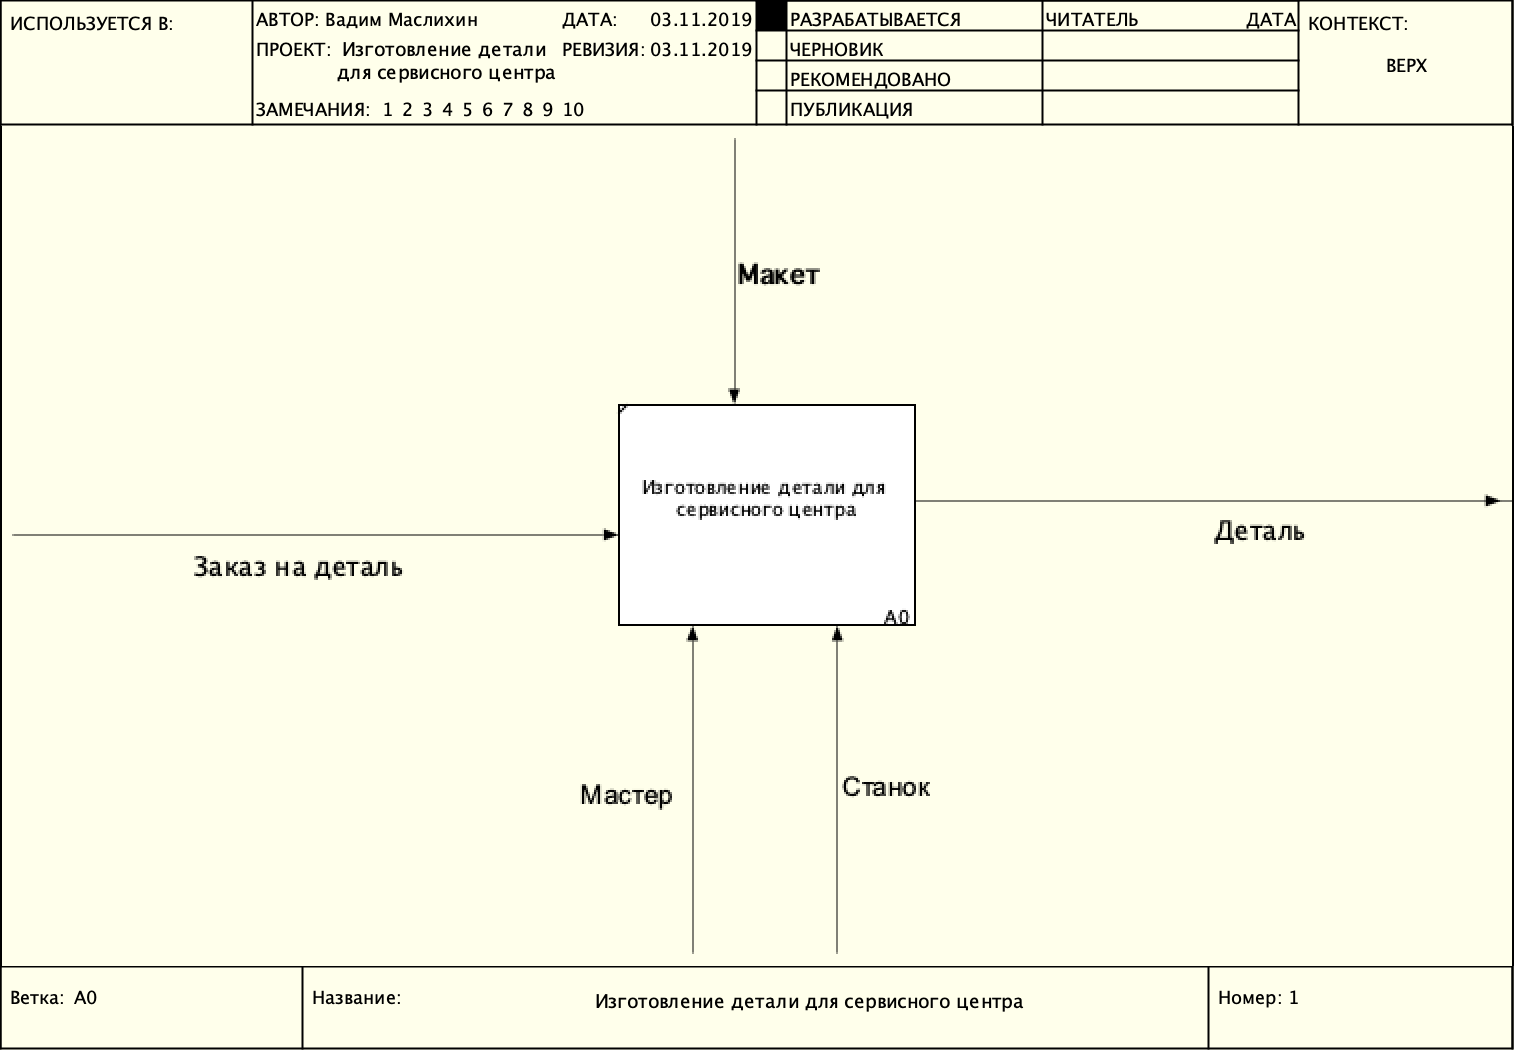 ИСПОЛЬЗУЕТСЯ В:
АВТОР: Вадим Маслихин ДАТА: 03.11.2019
ПРОЕКТ: Изготовление детали РЕВИЗИЯ: 03.11.2019
для сервисного центра
ЗАМЕЧАНИЯ: 1 2 3 4 5 6 7 8 9 10
РАЗРАБАТЫВАЕТСЯ
ЧЕРНОВИК
РЕКОМЕНДОВАНО
ПУБЛИКАЦИЯ
ЧИТАТЕЛЬ ДАТА
КОНТЕКСТ:
ВЕРХ
Макет
Изготовление детали для
сервисного центра
A0
Заказ на деталь
Деталь
Мастер
Станок
Ветка: A0
Название:
Изготовление детали для сервисного центра
Номер: 1